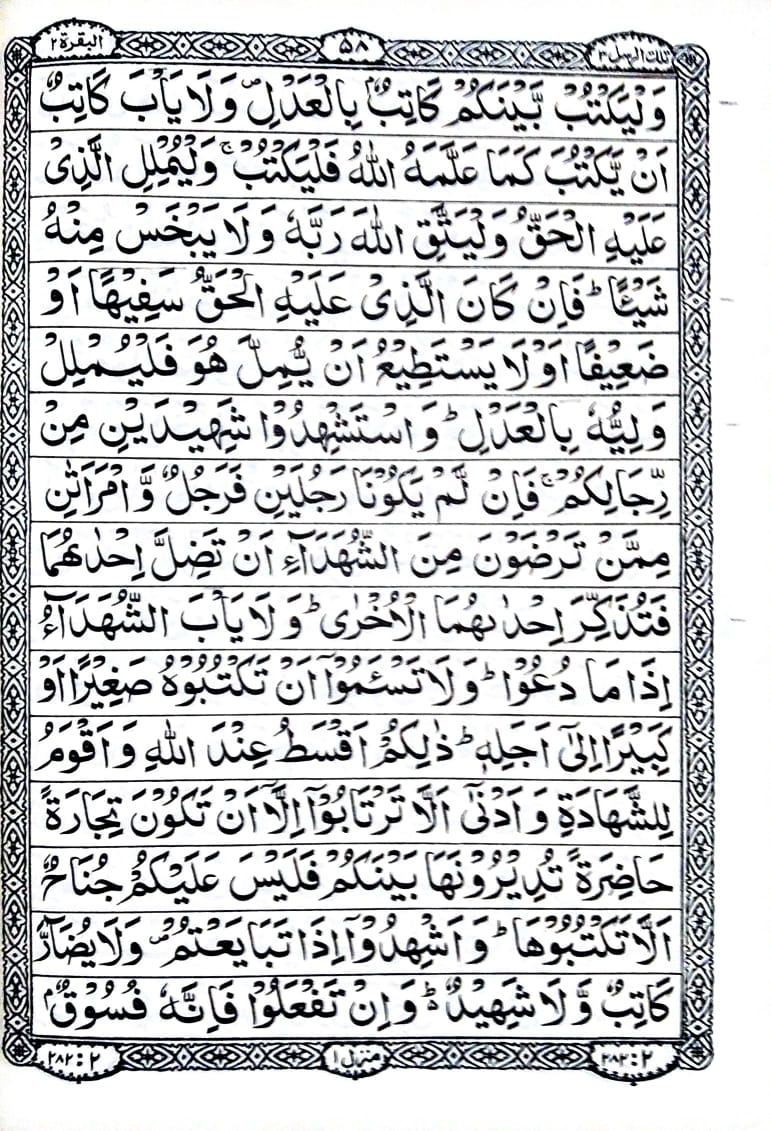 تلك الرسل ٣ ٥٨ البقرة ٢
وَلْيَكْتُبْ بَّيْنَكُمْ كَاتِبٌۢ بِالْعَدْلِ ۪ وَلَا يَاْبَ كَاتِبٌ
اَنْ يَّكْتُبَ كَمَا عَلَّمَهُ اللّٰهُ فَلْيَكْتُبْ ۚ وَلْيُمْلِلِ الَّذِىْ
عَلَيْهِ الْحَقُّ وَلْيَتَّقِ اللّٰهَ رَبَّهٗ وَلَا يَبْخَسْ مِنْهُ
شَيْـًٔا ؕ فَاِنْ كَانَ الَّذِىْ عَلَيْهِ الْحَقُّ سَفِيْهًا اَوْ
ضَعِيْفًا اَوْ لَا يَسْتَطِيْعُ اَنْ يُّمِلَّ هُوَ فَلْيُمْلِلْ
وَلِيُّهٗ بِالْعَدْلِ ؕ وَاسْتَشْهِدُوْا شَهِيْدَيْنِ مِنْ
رِّجَالِكُمْ ۚ فَاِنْ لَّمْ يَكُوْنَا رَجُلَيْنِ فَرَجُلٌ وَّامْرَاَتٰنِ
مِمَّنْ تَرْضَوْنَ مِنَ الشُّهَدَآءِ اَنْ تَضِلَّ اِحْدٰىهُمَا
فَتُذَكِّرَ اِحْدٰىهُمَا الْاُخْرٰى ؕ وَلَا يَاْبَ الشُّهَدَآءُ
اِذَا مَا دُعُوْا ؕ وَلَا تَسْـَٔمُوْۤا اَنْ تَكْتُبُوْهُ صَغِيْرًا اَوْ
كَبِيْرًا اِلٰٓى اَجَلِهٖ ؕ ذٰلِكُمْ اَقْسَطُ عِنْدَ اللّٰهِ وَاَقْوَمُ
لِلشَّهَادَةِ وَاَدْنٰٓى اَلَّا تَرْتَابُوْۤا اِلَّاۤ اَنْ تَكُوْنَ تِجَارَةً
حَاضِرَةً تُدِيْرُوْنَهَا بَيْنَكُمْ فَلَيْسَ عَلَيْكُمْ جُنَاحٌ
اَلَّا تَكْتُبُوْهَا ؕ وَاَشْهِدُوْۤا اِذَا تَبَايَعْتُمْ ۪ وَلَا يُضَآرَّ
كَاتِبٌ وَّلَا شَهِيْدٌ ؕ۬ وَاِنْ تَفْعَلُوْا فَاِنَّهٗ فُسُوْقٌۢ
٢ : ٢٨٢ منزل ١ ٢ : ٢٨٢